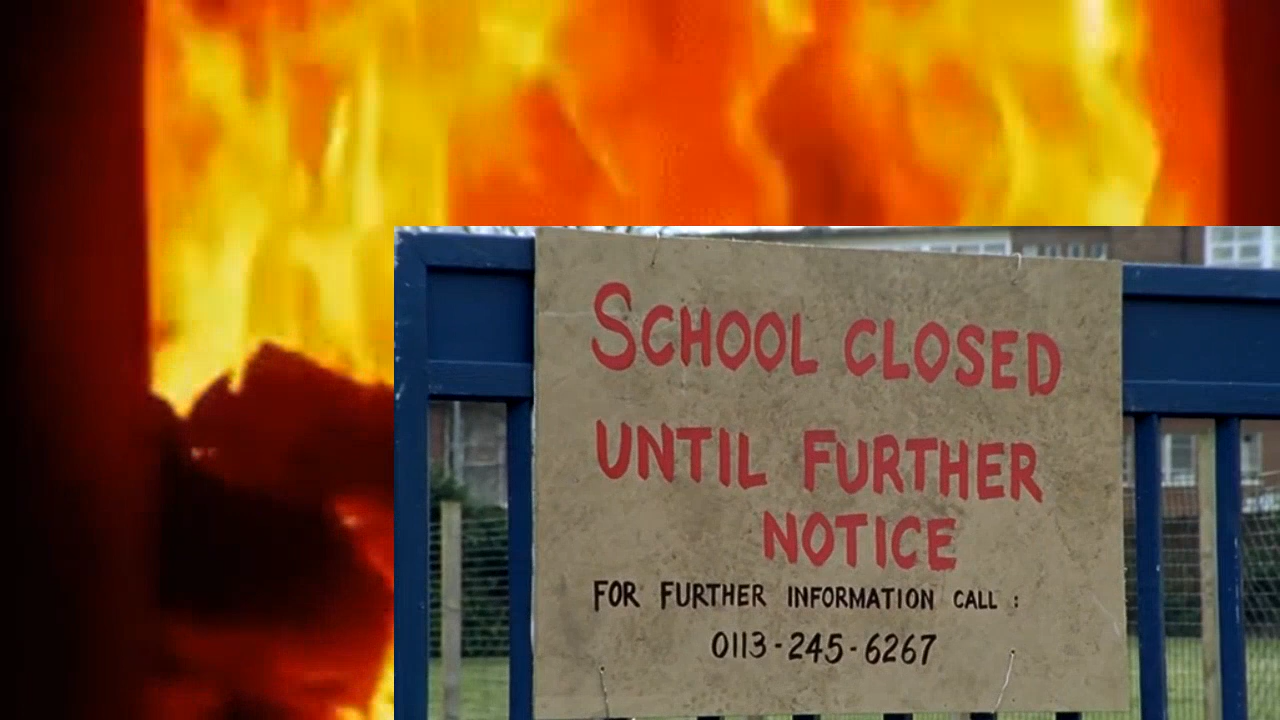 SCHOOL CLOSED
UNTIL FURTHER
NOTICE
FOR FURTHER INFORMATION CALL :
0113-245-6267